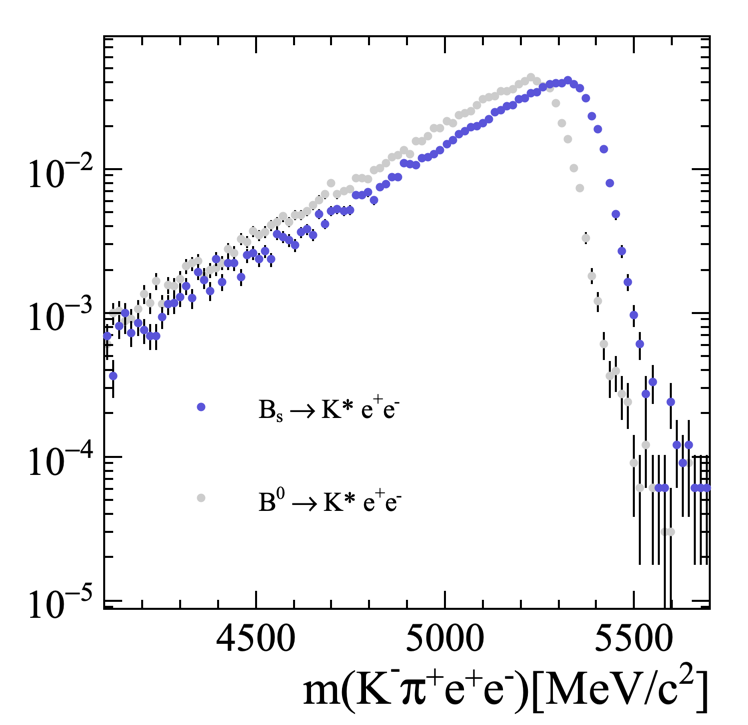 10⁻²
10⁻³
Bₛ → K* e⁺e⁻
10⁻⁴
B⁰ → K* e⁺e⁻
10⁻⁵
4500 5000 5500
m(K⁻π⁺e⁺e⁻)[MeV/c²]